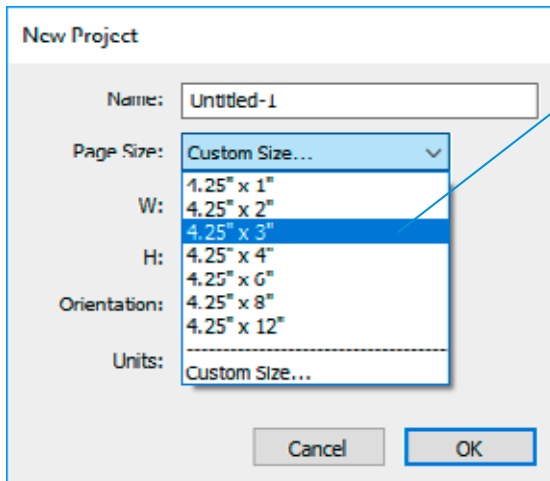 New Project
Name: Untitled-1
Page Size: Custom Size...
4.25" x 1"
W:
4.25" x 2"
4.25" x 3"
H:
4.25" x 4"
4.25" x 6"
Orientation:
4.25" x 8"
4.25" x 12"
Units:
Custom Size...
Cancel OK